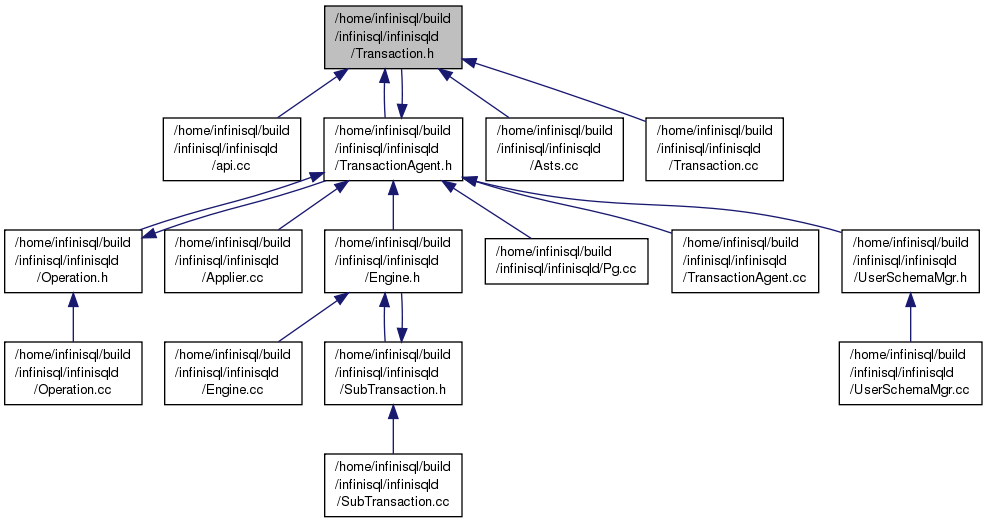 /home/infinisql/build
/infinisql/infinisqld
/Transaction.h
/home/infinisql/build
/infinisql/infinisqld
/api.cc
/home/infinisql/build
/infinisql/infinisqld
/TransactionAgent.h
/home/infinisql/build
/infinisql/infinisqld
/Asts.cc
/home/infinisql/build
/infinisql/infinisqld
/Transaction.cc
/home/infinisql/build
/infinisql/infinisqld
/Operation.h
/home/infinisql/build
/infinisql/infinisqld
/Applier.cc
/home/infinisql/build
/infinisql/infinisqld
/Engine.h
/home/infinisql/build
/infinisql/infinisqld/Pg.cc
/home/infinisql/build
/infinisql/infinisqld
/TransactionAgent.cc
/home/infinisql/build
/infinisql/infinisqld
/UserSchemaMgr.h
/home/infinisql/build
/infinisql/infinisqld
/Operation.cc
/home/infinisql/build
/infinisql/infinisqld
/Engine.cc
/home/infinisql/build
/infinisql/infinisqld
/SubTransaction.h
/home/infinisql/build
/infinisql/infinisqld
/UserSchemaMgr.cc
/home/infinisql/build
/infinisql/infinisqld
/SubTransaction.cc